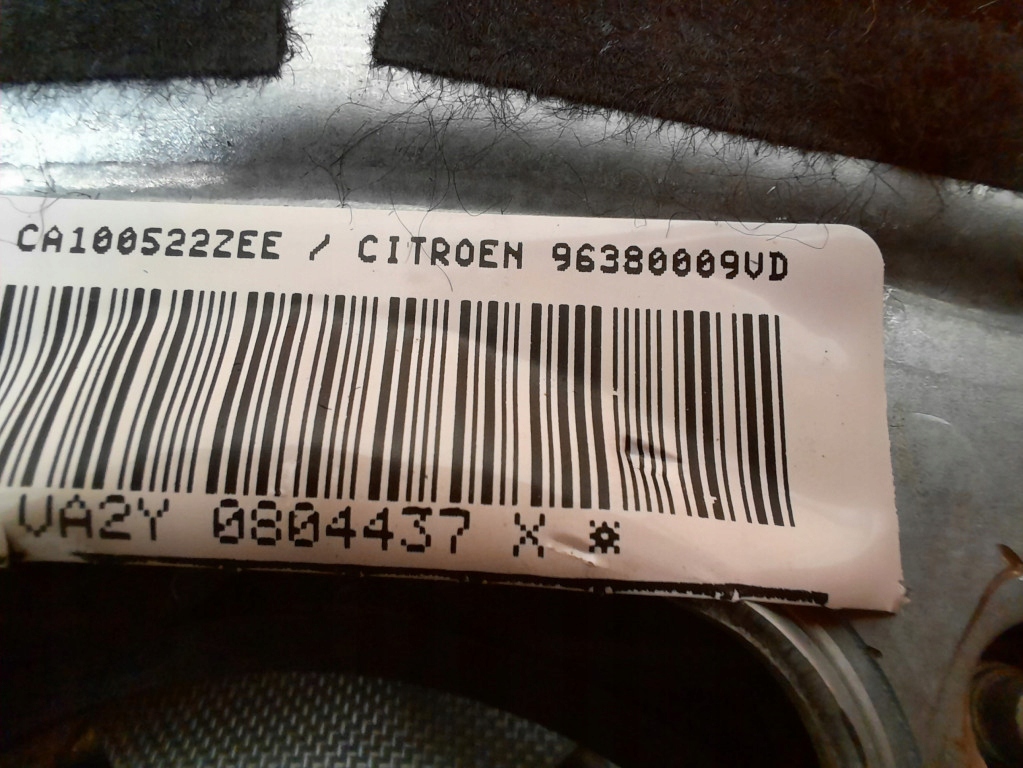 CA100522ZEE / CITROEN 96380009VD
VA2Y 0804437 X *